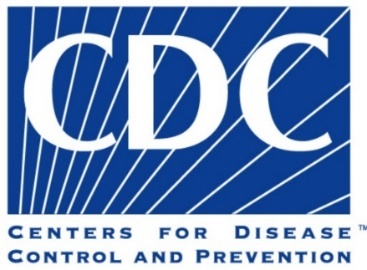 CDC
CENTERS FOR DISEASE™
CONTROL AND PREVENTION